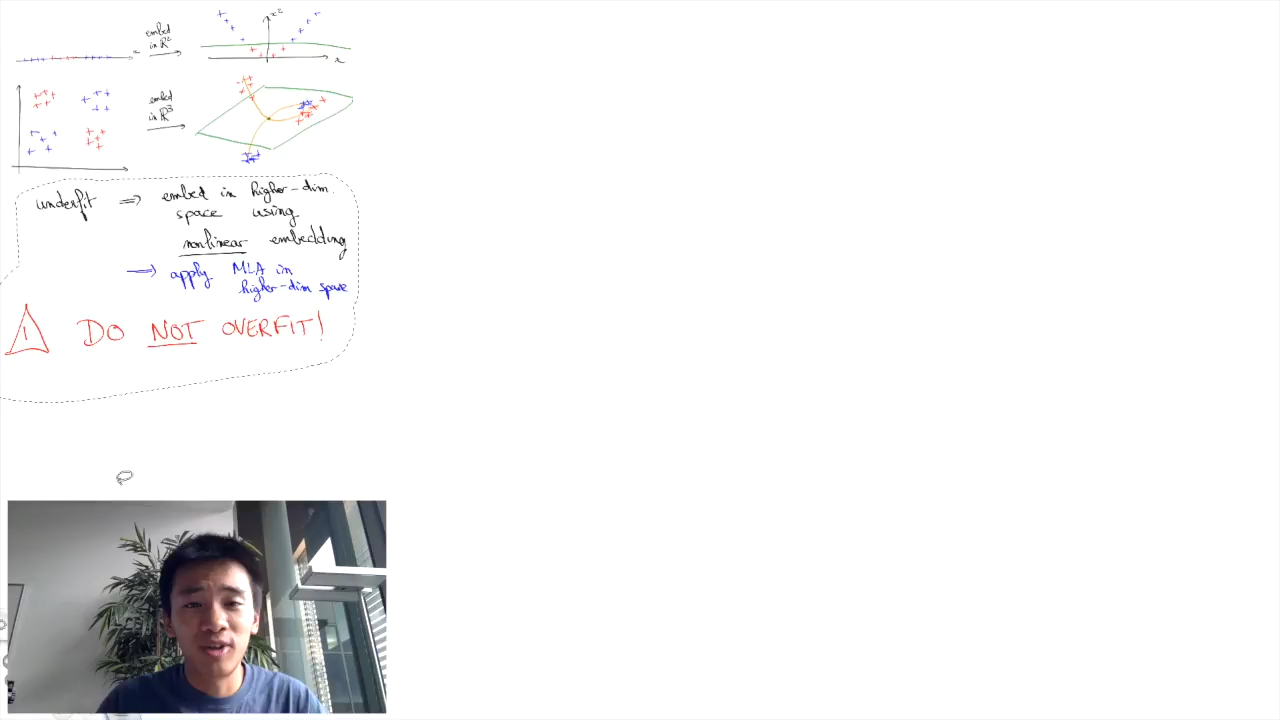 embed
in R²
x²
x
x
embed
in R³
underfit ⇒ embed in higher-dim.
space using
nonlinear embedding
⇒ apply MLA in
higher-dim space
! DO NOT OVERFIT!